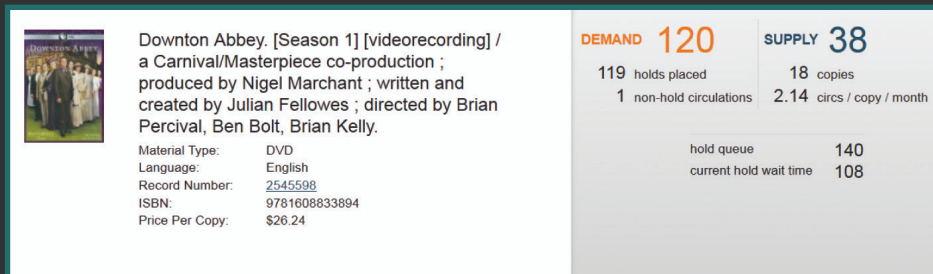 DOWNTON ABBEY
Downton Abbey. [Season 1] [videorecording] /
a Carnival/Masterpiece co-production ;
produced by Nigel Marchant ; written and
created by Julian Fellowes ; directed by Brian
Percival, Ben Bolt, Brian Kelly.
Material Type: DVD
Language: English
Record Number: 2545598
ISBN: 9781608833894
Price Per Copy: $26.24
DEMAND 120
119 holds placed
1 non-hold circulations
SUPPLY 38
18 copies
2.14 circs / copy / month
hold queue 140
current hold wait time 108